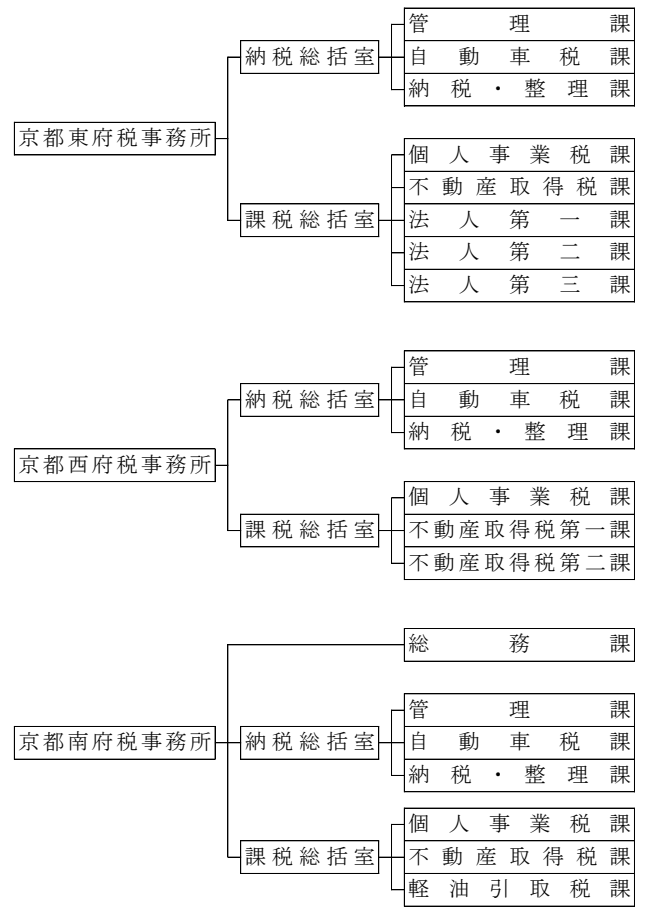 京都東府税事務所
納税総括室
管理課
自動車税課
納税・整理課
課税総括室
個人事業税課
不動産取得税課
法人第一課
法人第二課
法人第三課
京都西府税事務所
納税総括室
管理課
自動車税課
納税・整理課
課税総括室
個人事業税課
不動産取得税第一課
不動産取得税第二課
京都南府税事務所
総務課
納税総括室
管理課
自動車税課
納税・整理課
課税総括室
個人事業税課
不動産取得税課
軽油引取税課